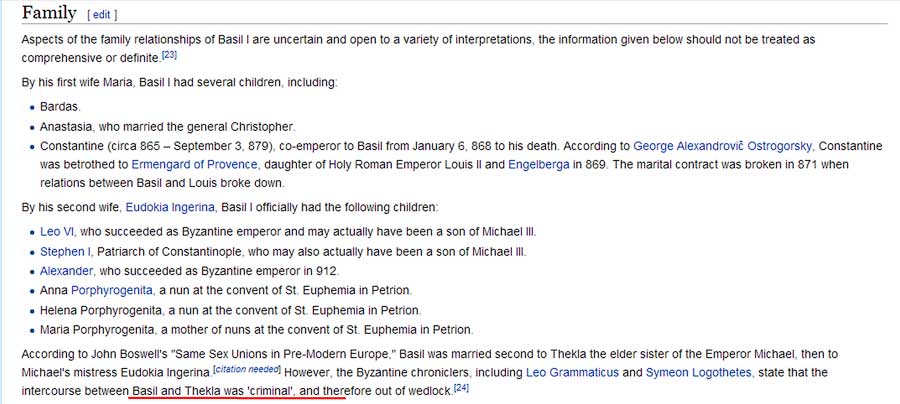 Family [ edit ]
Aspects of the family relationships of Basil I are uncertain and open to a variety of interpretations, the information given below should not be treated as
comprehensive or definite.[23]
By his first wife Maria, Basil I had several children, including:
• Bardas.
• Anastasia, who married the general Christopher.
• Constantine (circa 865 – September 3, 879), co-emperor to Basil from January 6, 868 to his death. According to George Alexandrovič Ostrogorsky, Constantine
was betrothed to Ermengard of Provence, daughter of Holy Roman Emperor Louis II and Engelberga in 869. The marital contract was broken in 871 when
relations between Basil and Louis broke down.
By his second wife, Eudokia Ingerina, Basil I officially had the following children:
• Leo VI, who succeeded as Byzantine emperor and may actually have been a son of Michael III.
• Stephen I, Patriarch of Constantinople, who may also actually have been a son of Michael III.
• Alexander, who succeeded as Byzantine emperor in 912.
• Anna Porphyrogenita, a nun at the convent of St. Euphemia in Petrion.
• Helena Porphyrogenita, a nun at the convent of St. Euphemia in Petrion.
• Maria Porphyrogenita, a mother of nuns at the convent of St. Euphemia in Petrion.
According to John Boswell's "Same Sex Unions in Pre-Modern Europe," Basil was married second to Thekla the elder sister of the Emperor Michael, then to
Michael's mistress Eudokia Ingerina.[citation needed] However, the Byzantine chroniclers, including Leo Grammaticus and Symeon Logothetes, state that the
intercourse between Basil and Thekla was 'criminal', and therefore out of wedlock.[24]